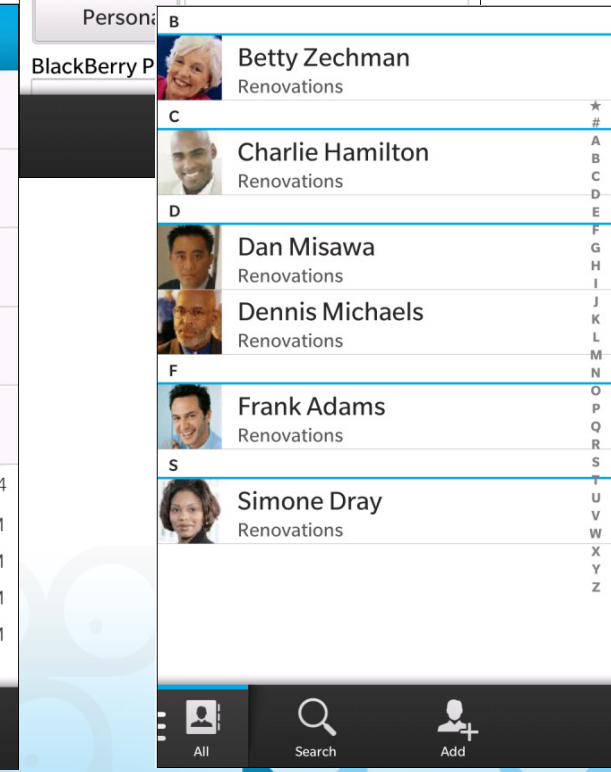 Persona
BlackBerry P
B
Betty Zechman
Renovations
C
Charlie Hamilton
Renovations
D
Dan Misawa
Renovations
Dennis Michaels
Renovations
F
Frank Adams
Renovations
S
Simone Dray
Renovations
★
#
A
B
C
D
E
F
G
H
I
J
K
L
M
N
O
P
Q
R
S
T
U
V
W
X
Y
Z
4
All
Search
Add